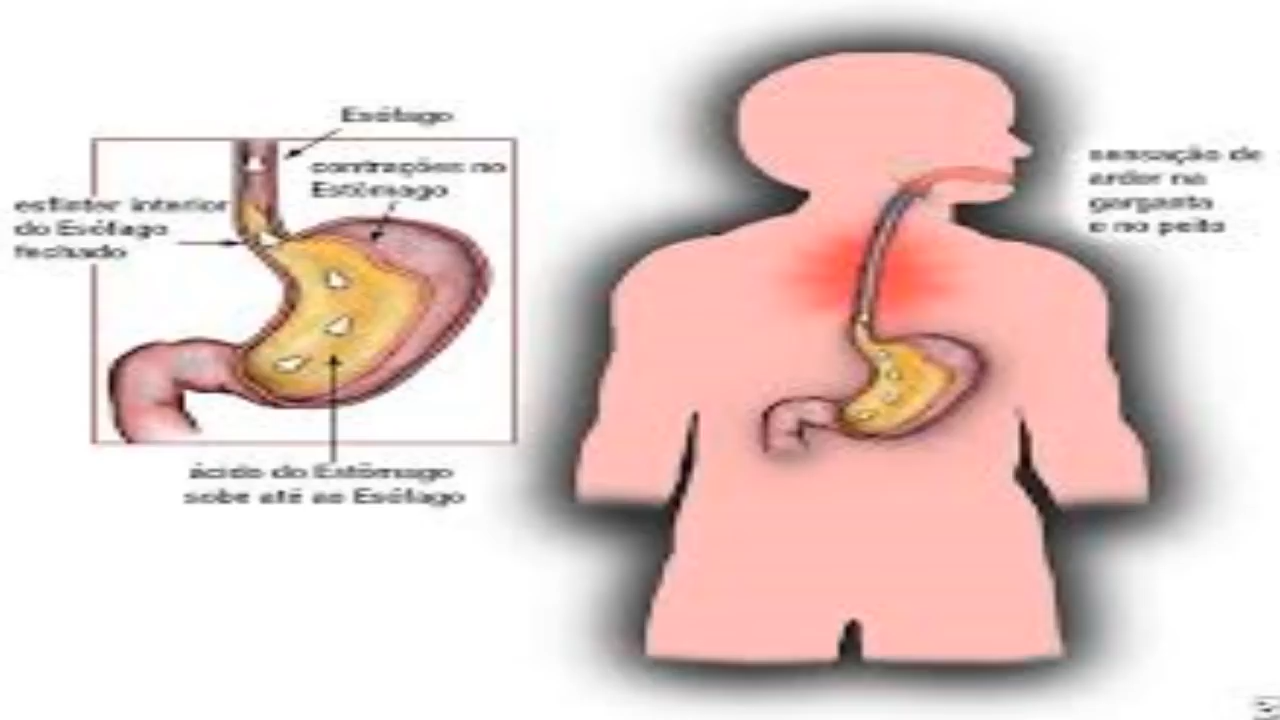 Esófago
contrações no
Estômago
esfíncter interior
do Esófago
fechado
ácido do Estômago
sobe até ao Esófago
sensação de
ardor na
garganta
e no peito